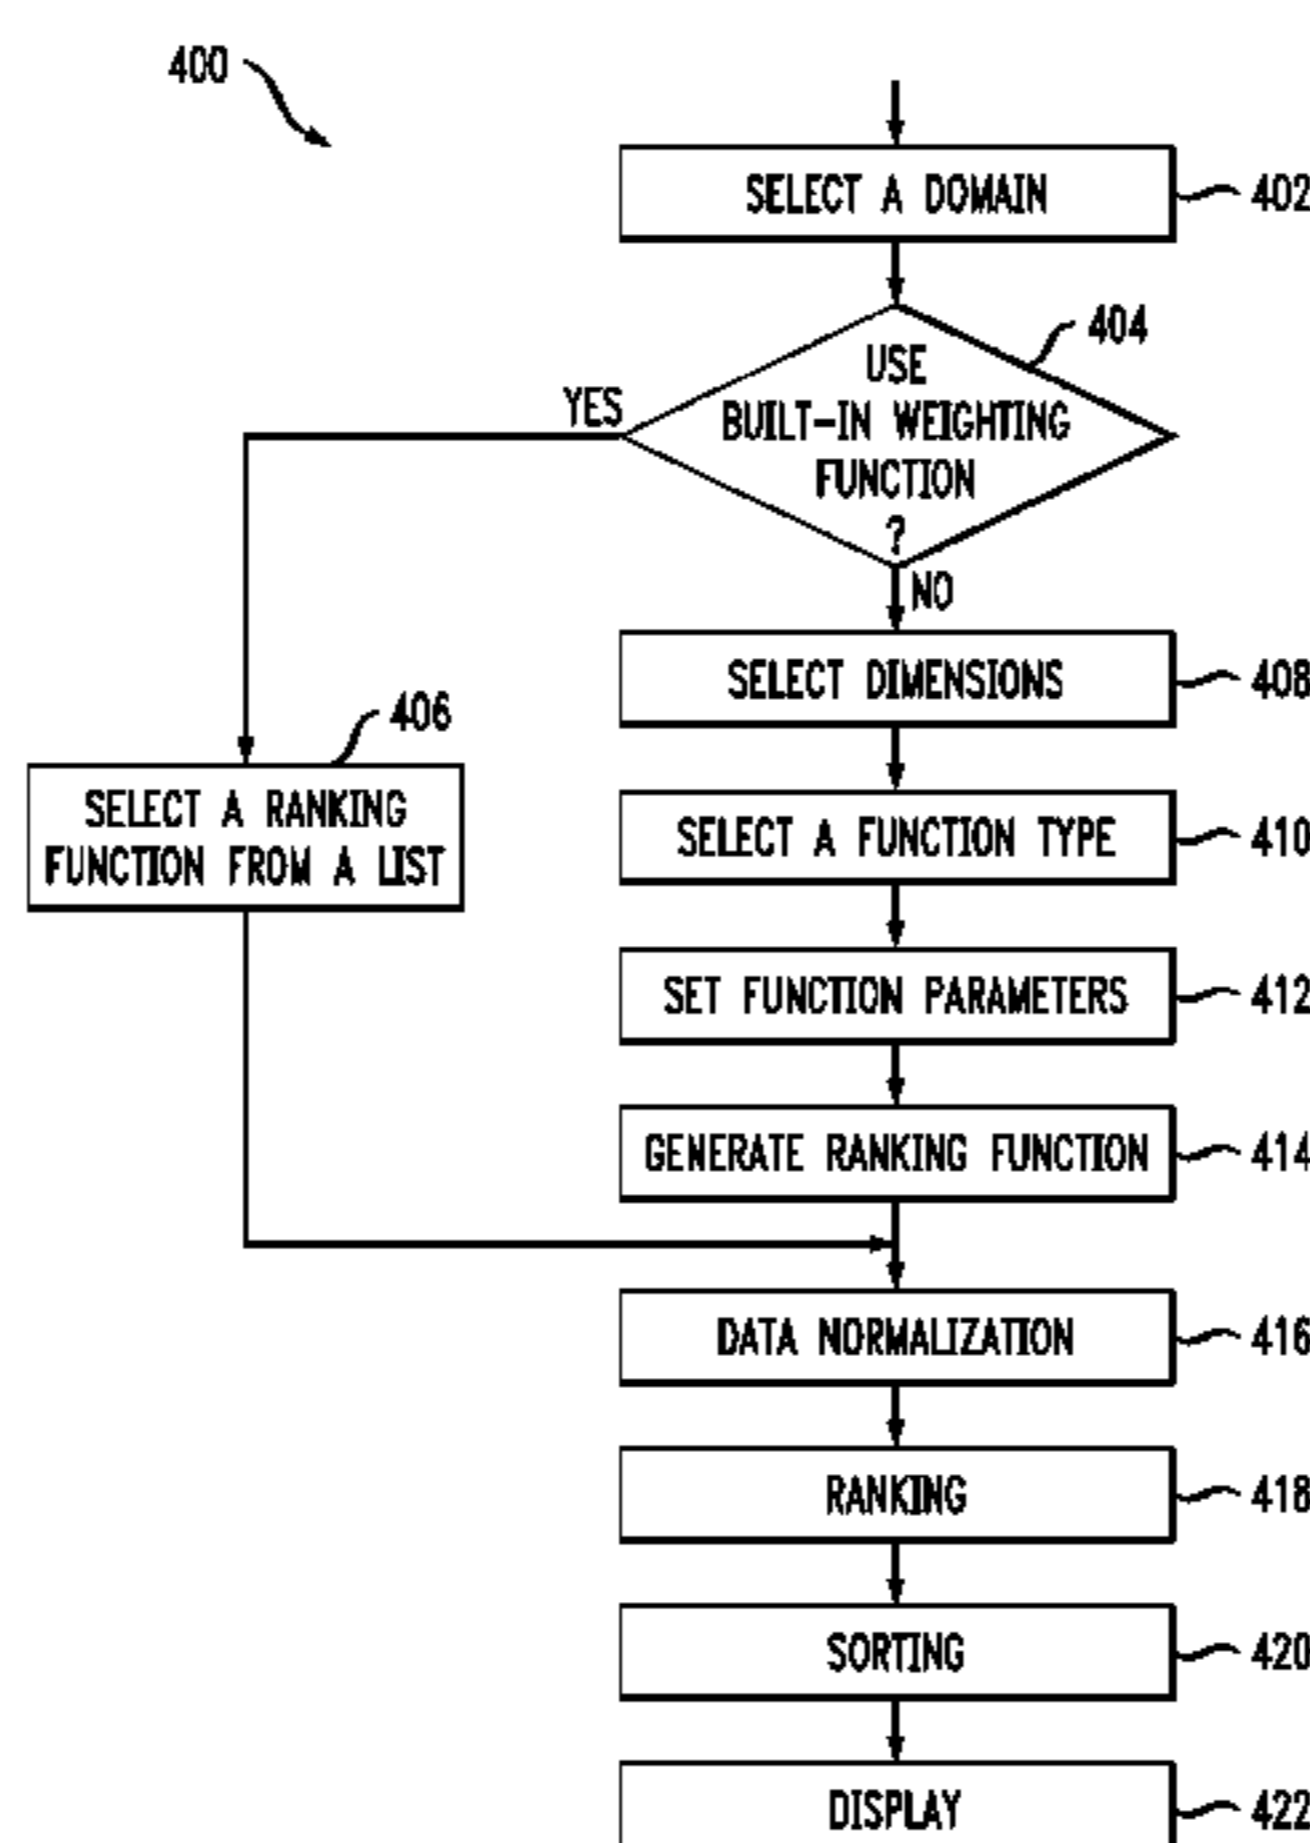 400
SELECT A DOMAIN
402
404
USE
BUILT-IN WEIGHTING
FUNCTION
?
YES
NO
SELECT DIMENSIONS
408
406
SELECT A RANKING
FUNCTION FROM A LIST
SELECT A FUNCTION TYPE
410
SET FUNCTION PARAMETERS
412
GENERATE RANKING FUNCTION
414
DATA NORMALIZATION
416
RANKING
418
SORTING
420
DISPLAY
422